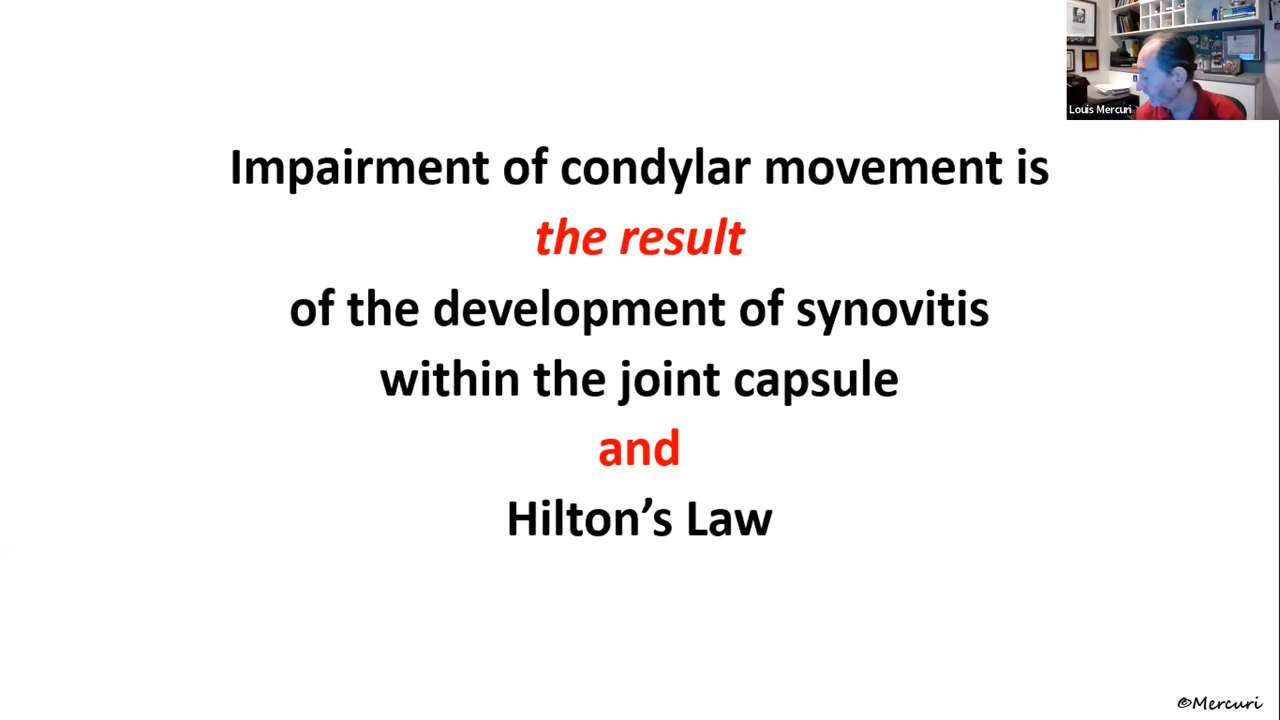 Louis Mercuri
Impairment of condylar movement is
the result
of the development of synovitis
within the joint capsule
and
Hilton’s Law
©Mercuri